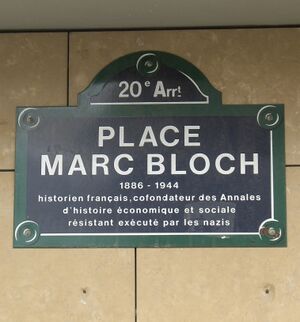 20e Arrt
PLACE
MARC BLOCH
1886 - 1944
historien français, cofondateur des Annales
d'histoire économique et sociale
résistant exécuté par les nazis